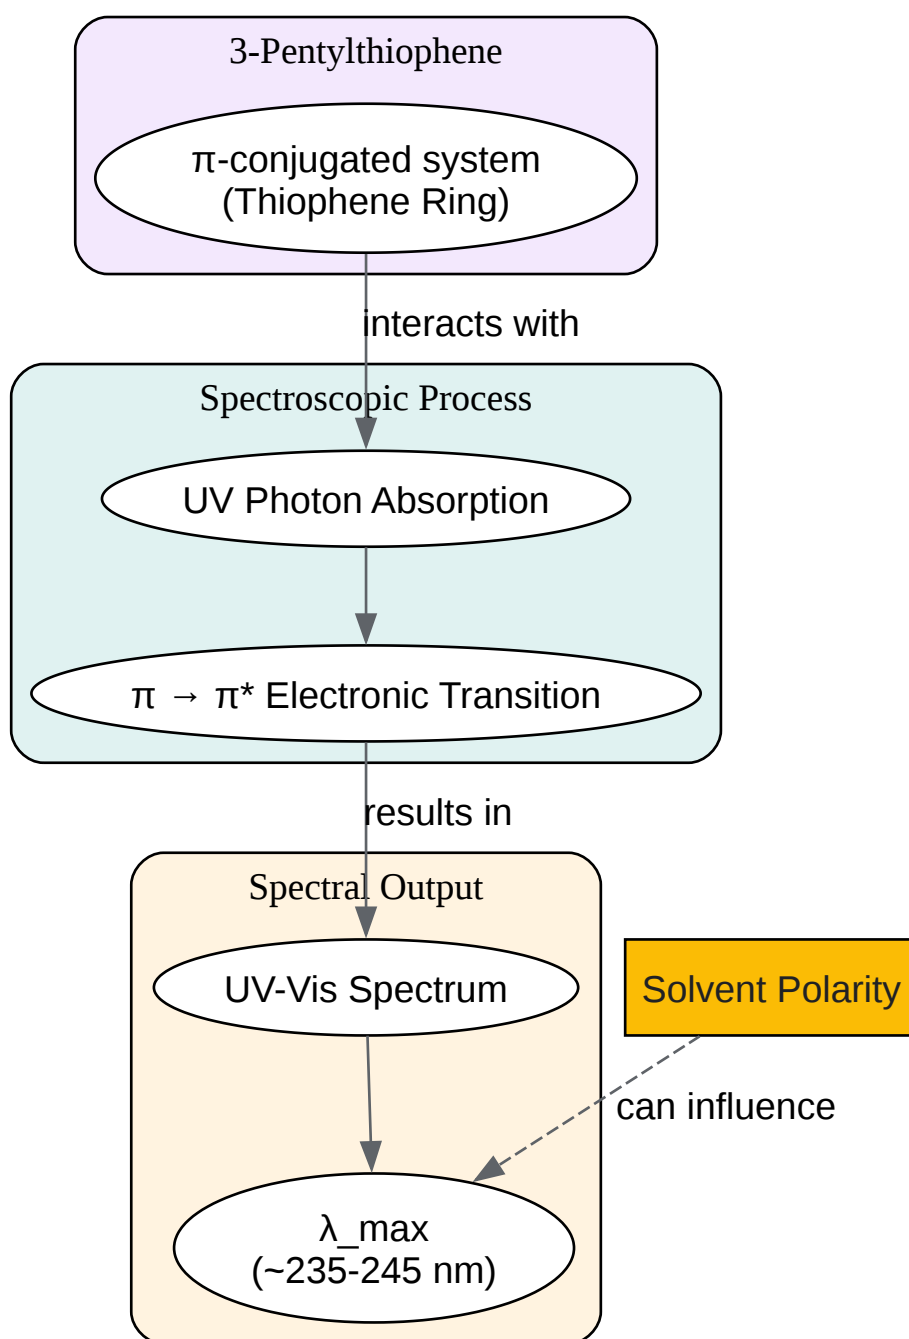 3-Pentylthiophene
π-conjugated system
(Thiophene Ring)
interacts with
Spectroscopic Process
UV Photon Absorption
π → π* Electronic Transition
results in
Spectral Output
UV-Vis Spectrum
Solvent Polarity
can influence
λ_max
(~235-245 nm)